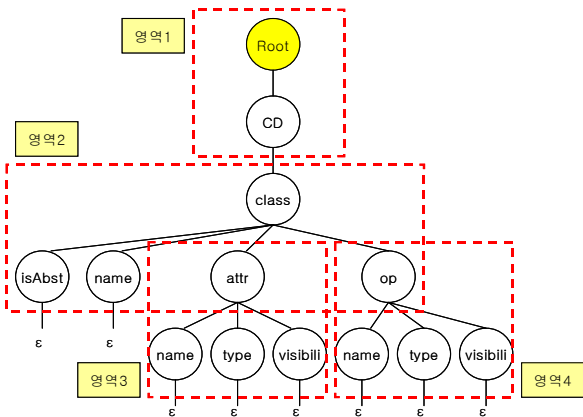 영역1
Root
CD
영역2
class
isAbst
name
attr
op
ε
ε
name
type
visibili
name
type
visibili
영역3
영역4
ε
ε
ε
ε
ε
ε